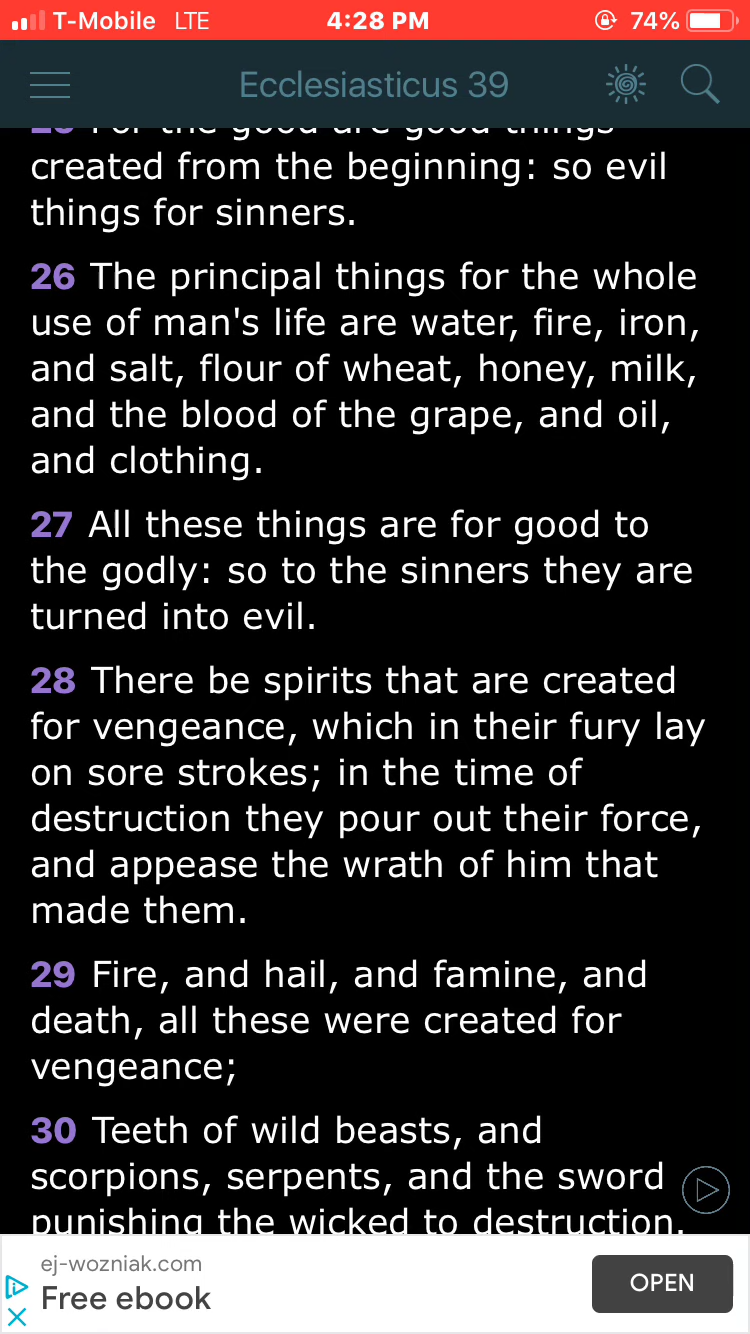 T-Mobile LTE 4:28 PM 74%
Ecclesiasticus 39
25 For the good are good things
created from the beginning: so evil
things for sinners.
26 The principal things for the whole
use of man's life are water, fire, iron,
and salt, flour of wheat, honey, milk,
and the blood of the grape, and oil,
and clothing.
27 All these things are for good to
the godly: so to the sinners they are
turned into evil.
28 There be spirits that are created
for vengeance, which in their fury lay
on sore strokes; in the time of
destruction they pour out their force,
and appease the wrath of him that
made them.
29 Fire, and hail, and famine, and
death, all these were created for
vengeance;
30 Teeth of wild beasts, and
scorpions, serpents, and the sword
punishing the wicked to destruction.
ej-wozniak.com
Free ebook
OPEN